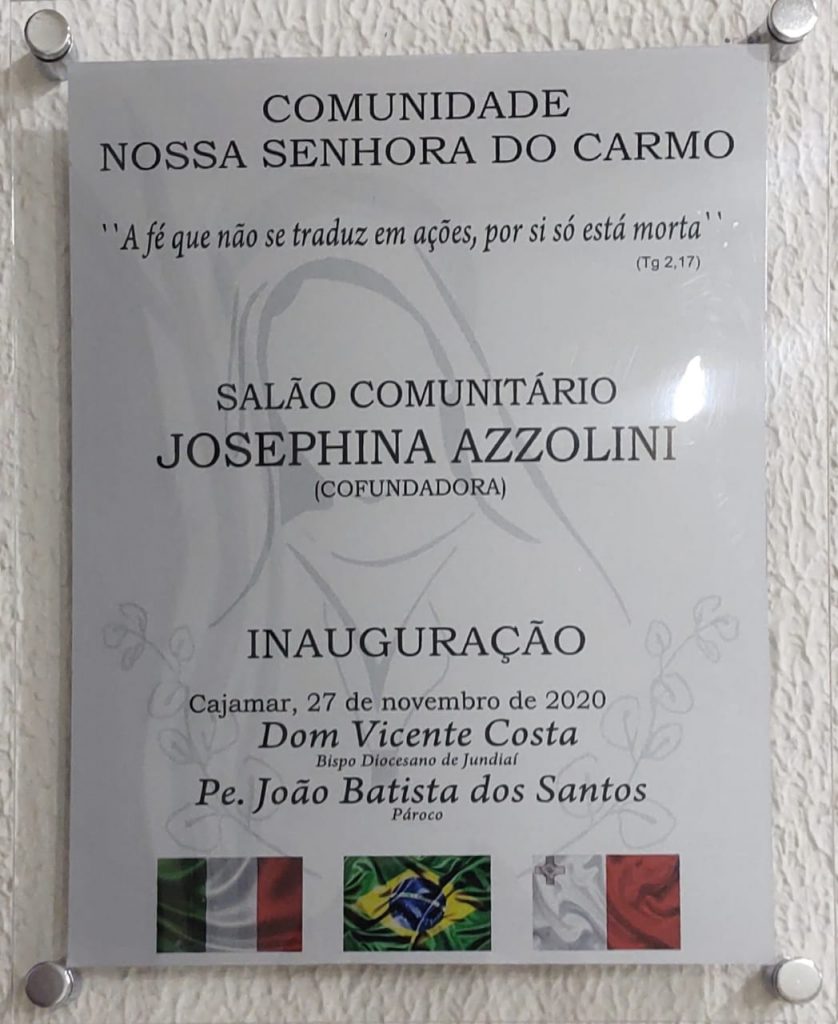 COMUNIDADE
NOSSA SENHORA DO CARMO
``A fé que não se traduz em ações, por si só está morta``
(Tg 2,17)
SALÃO COMUNITÁRIO
JOSEPHINA AZZOLINI
(COFUNDADORA)
INAUGURAÇÃO
Cajamar, 27 de novembro de 2020
Dom Vicente Costa
Bispo Diocesano de Jundiaí
Pe. João Batista dos Santos
Pároco